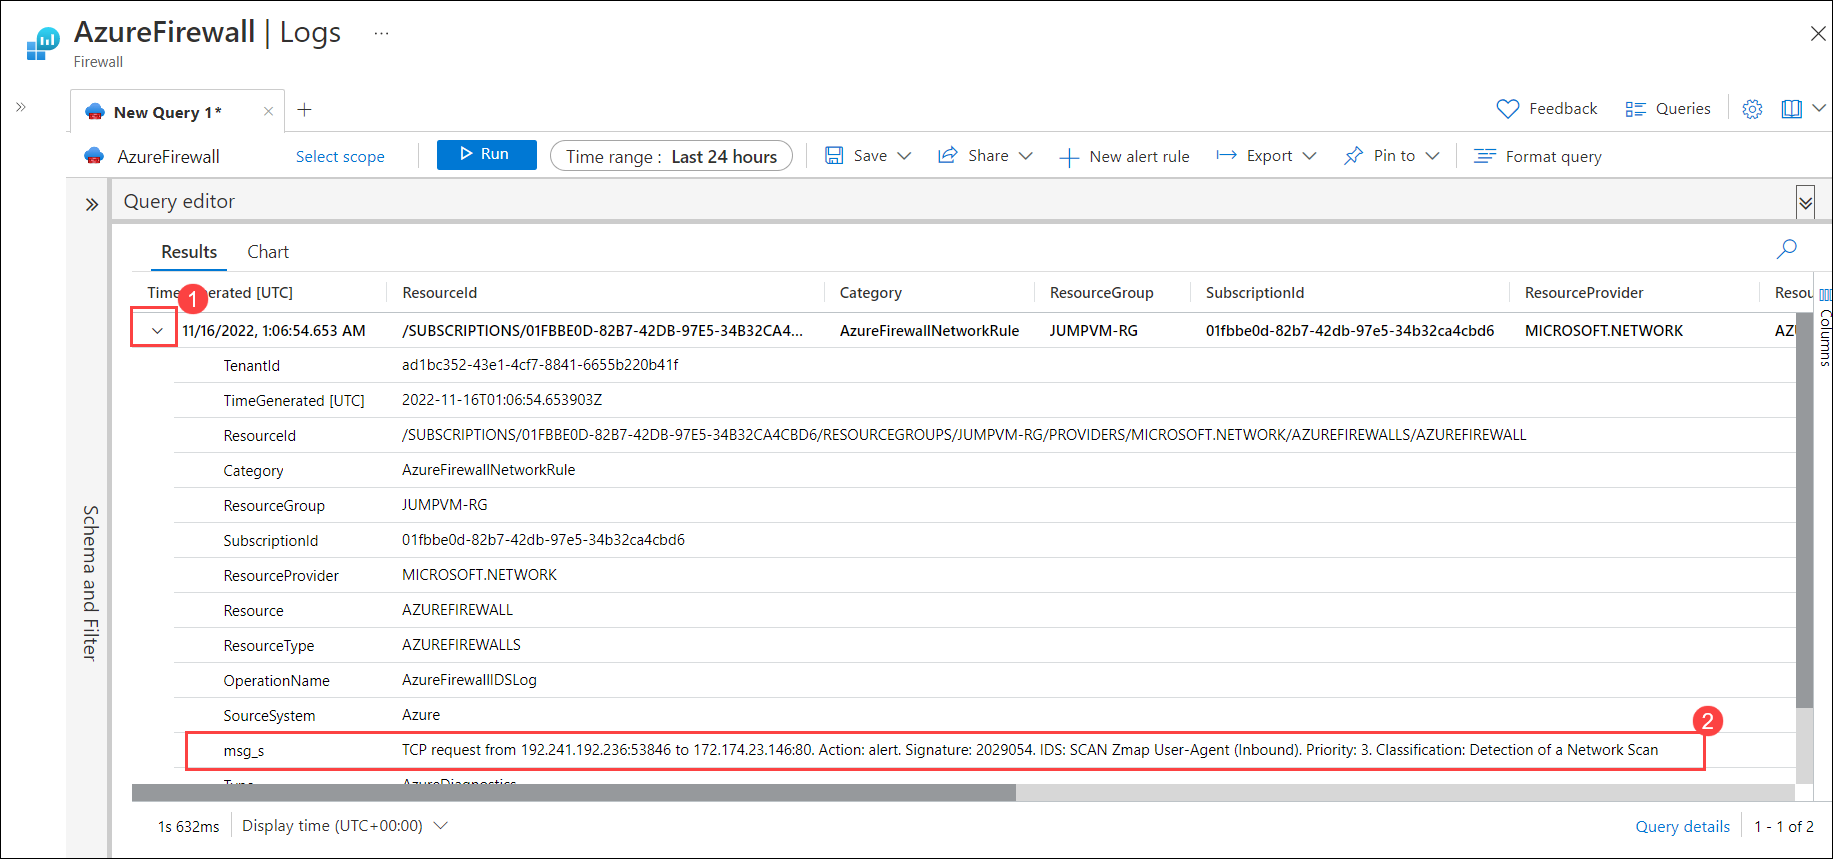 AzureFirewall | Logs ...
Firewall
New Query 1*
Feedback Queries
AzureFirewall Select scope Run Time range : Last 24 hours Save Share New alert rule Export Pin to Format query
Query editor
Results Chart
1
TimeGenerated [UTC] ResourceId Category ResourceGroup SubscriptionId ResourceProvider Resou
11/16/2022, 1:06:54.653 AM /SUBSCRIPTIONS/01FBBE0D-82B7-42DB-97E5-34B32CA4... AzureFirewallNetworkRule JUMPVM-RG 01fbbe0d-82b7-42db-97e5-34b32ca4cbd6 MICROSOFT.NETWORK AZ
Columns
TenantId ad1bc352-43e1-4cf7-8841-6655b220b41f
TimeGenerated [UTC] 2022-11-16T01:06:54.653903Z
ResourceId /SUBSCRIPTIONS/01FBBE0D-82B7-42DB-97E5-34B32CA4CBD6/RESOURCEGROUPS/JUMPVM-RG/PROVIDERS/MICROSOFT.NETWORK/AZUREFIREWALLS/AZUREFIREWALL
Category AzureFirewallNetworkRule
ResourceGroup JUMPVM-RG
SubscriptionId 01fbbe0d-82b7-42db-97e5-34b32ca4cbd6
ResourceProvider MICROSOFT.NETWORK
Schema and Filter
Resource AZUREFIREWALL
ResourceType AZUREFIREWALLS
OperationName AzureFirewallIDSLog
SourceSystem Azure
2
msg_s TCP request from 192.241.192.236:53846 to 172.174.23.146:80. Action: alert. Signature: 2029054. IDS: SCAN Zmap User-Agent (Inbound). Priority: 3. Classification: Detection of a Network Scan
Type AzureDiagnostics
1s 632ms Display time (UTC+00:00) Query details 1 - 1 of 2